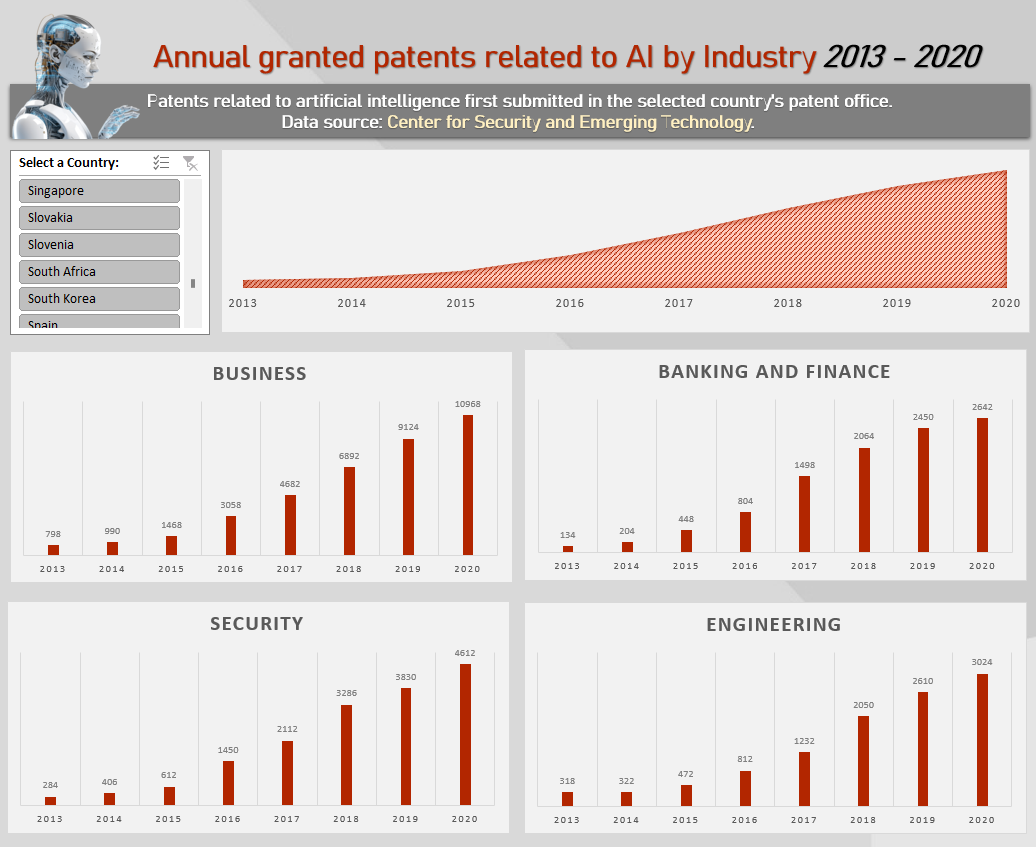 Annual granted patents related to AI by Industry 2013 - 2020
Patents related to artificial intelligence first submitted in the selected country's patent office.
Data source: Center for Security and Emerging Technology.
Select a Country:
Singapore
Slovakia
Slovenia
South Africa
South Korea
Spain
2013 2014 2015 2016 2017 2018 2019 2020
BUSINESS
798 990 1468 3058 4682 6892 9124 10968
2013 2014 2015 2016 2017 2018 2019 2020
BANKING AND FINANCE
134 204 448 804 1498 2064 2450 2642
2013 2014 2015 2016 2017 2018 2019 2020
SECURITY
284 406 612 1450 2112 3286 3830 4612
2013 2014 2015 2016 2017 2018 2019 2020
ENGINEERING
318 322 472 812 1232 2050 2610 3024
2013 2014 2015 2016 2017 2018 2019 2020